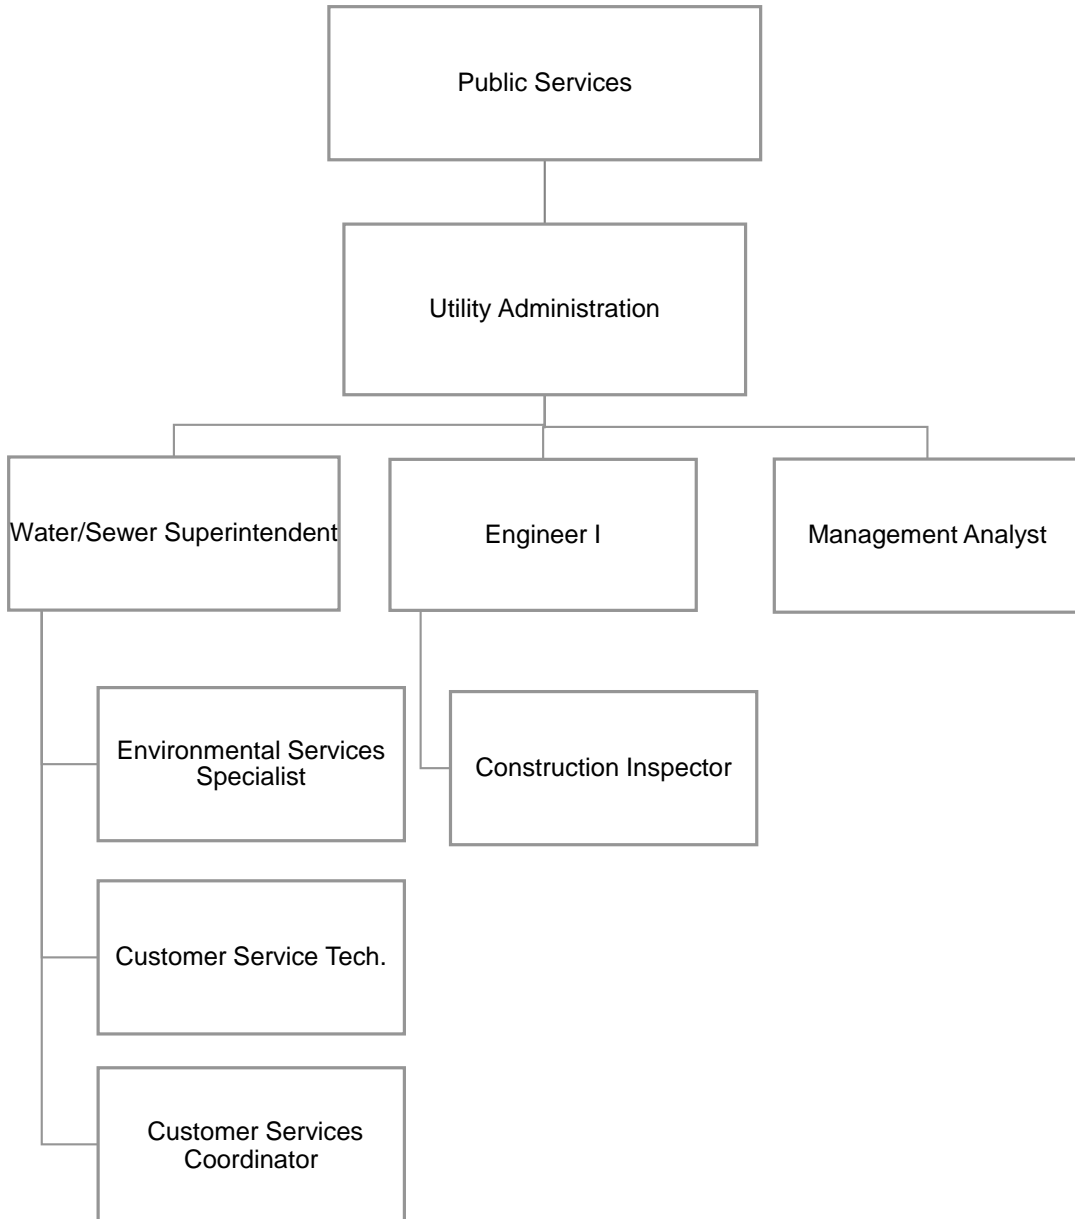 Public Services
Utility Administration
Water/Sewer Superintendent
Engineer I
Management Analyst
Environmental Services
Specialist
Construction Inspector
Customer Service Tech.
Customer Services
Coordinator